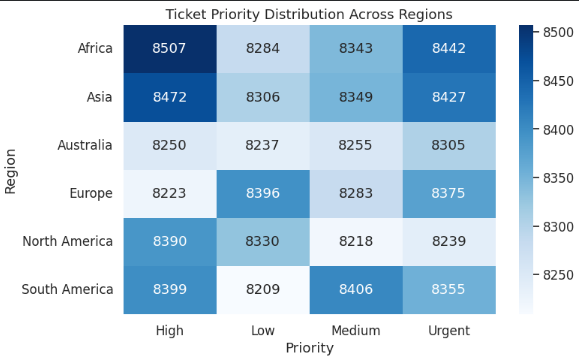 Ticket Priority Distribution Across Regions
Region
Africa 8507 8284 8343 8442
Asia 8472 8306 8349 8427
Australia 8250 8237 8255 8305
Europe 8223 8396 8283 8375
North America 8390 8330 8218 8239
South America 8399 8209 8406 8355
High Low Medium Urgent
Priority
8500
8450
8400
8350
8300
8250